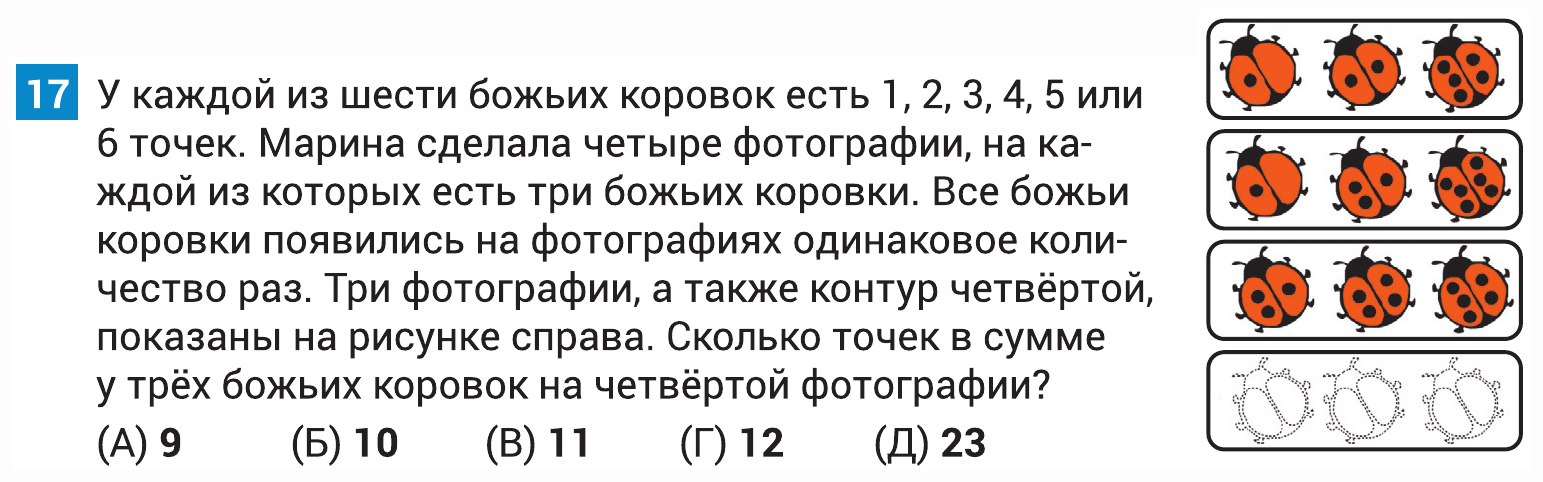 17 У каждой из шести божьих коровок есть 1, 2, 3, 4, 5 или
6 точек. Марина сделала четыре фотографии, на ка-
ждой из которых есть три божьих коровки. Все божьи
коровки появились на фотографиях одинаковое коли-
чество раз. Три фотографии, а также контур четвёртой,
показаны на рисунке справа. Сколько точек в сумме
у трёх божьих коровок на четвёртой фотографии?
(А) 9 (Б) 10 (В) 11 (Г) 12 (Д) 23